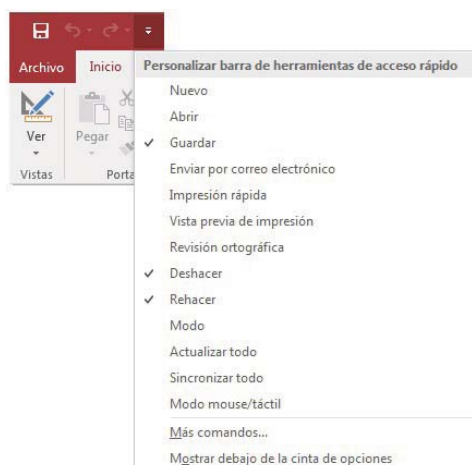 Archivo
Inicio
Personalizar barra de herramientas de acceso rápido
Nuevo
Abrir
Guardar
Enviar por correo electrónico
Impresión rápida
Vista previa de impresión
Revisión ortográfica
Deshacer
Rehacer
Modo
Actualizar todo
Sincronizar todo
Modo mouse/táctil
Más comandos...
Mostrar debajo de la cinta de opciones
Ver
Pegar
Vistas
Porta